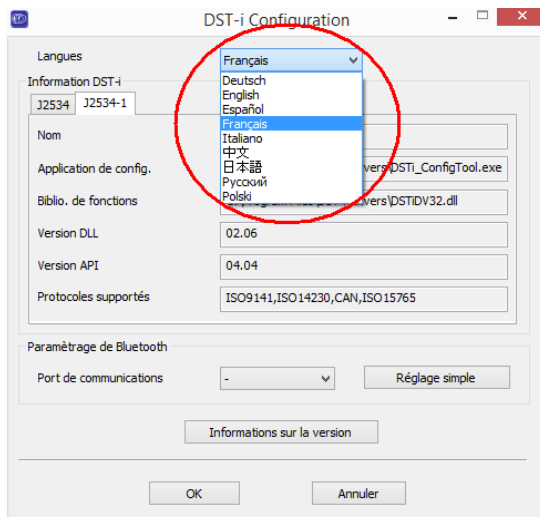 DST-i Configuration
Langues
Français
Deutsch
English
Español
Français
Italiano
中文
日本語
Русский
Polski
Information DST-i
J2534
J2534-1
Nom
Application de config.
vers\DSTi_ConfigTool.exe
Biblio. de fonctions
vers\DSTiDV32.dll
Version DLL
02.06
Version API
04.04
Protocoles supportés
ISO9141,ISO14230,CAN,ISO15765
Paramètrage de Bluetooth
Port de communications
-
Réglage simple
Informations sur la version
OK
Annuler